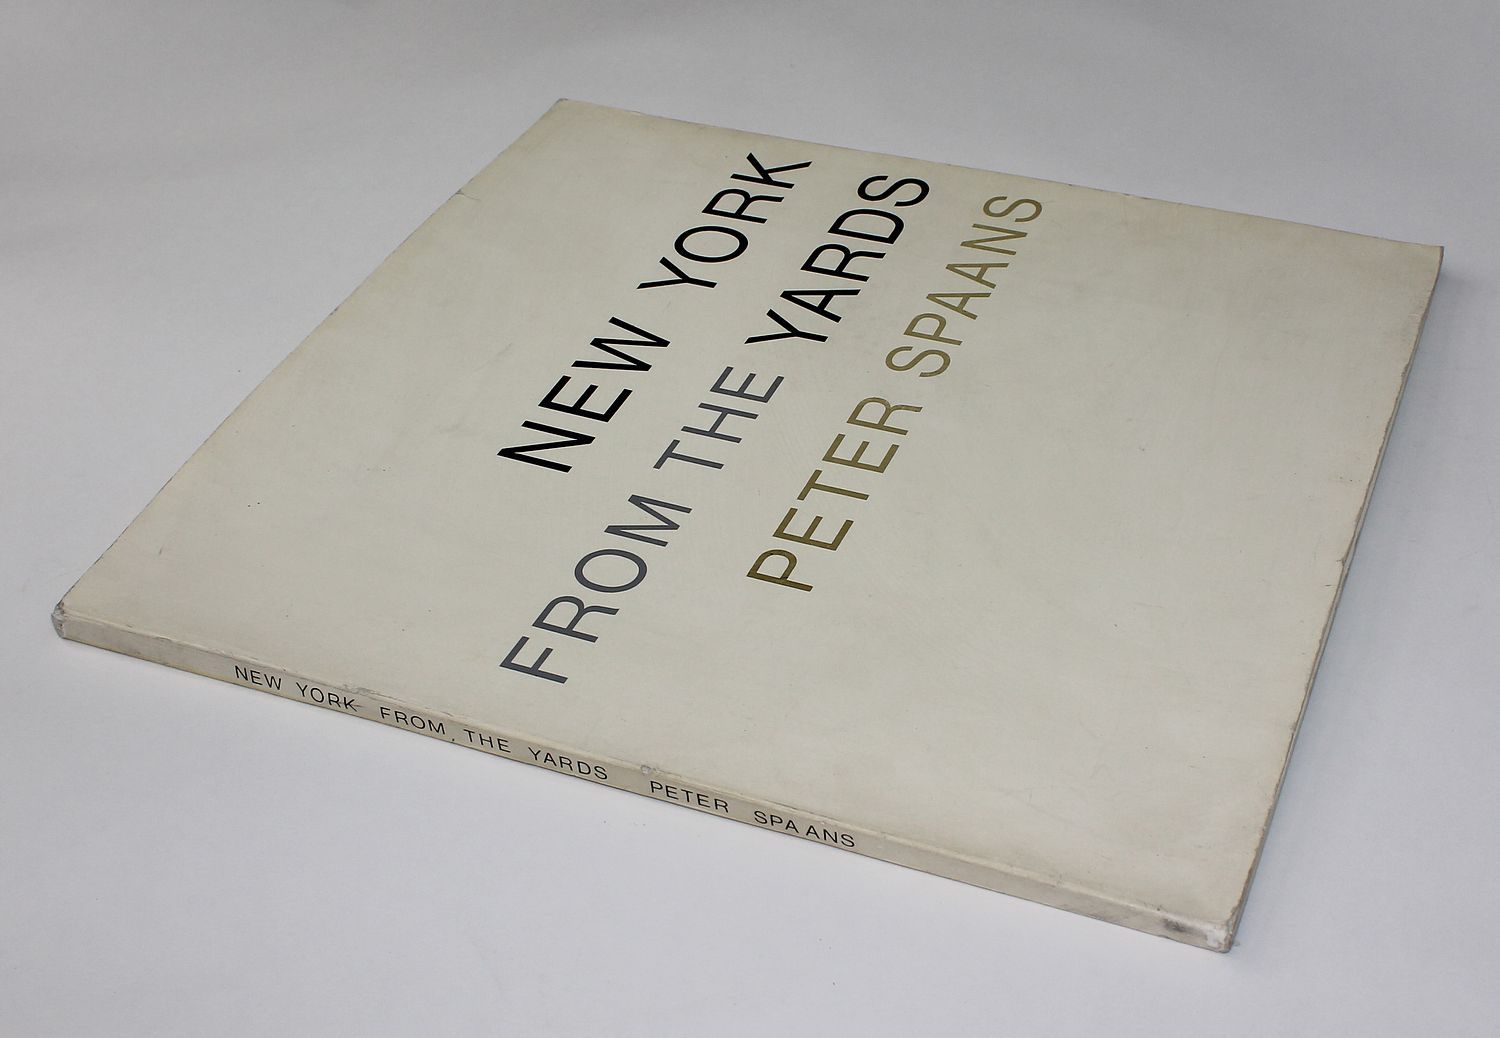 NEW YORK
FROM THE YARDS
PETER SPAANS
NEW YORK FROM THE YARDS PETER SPAANS